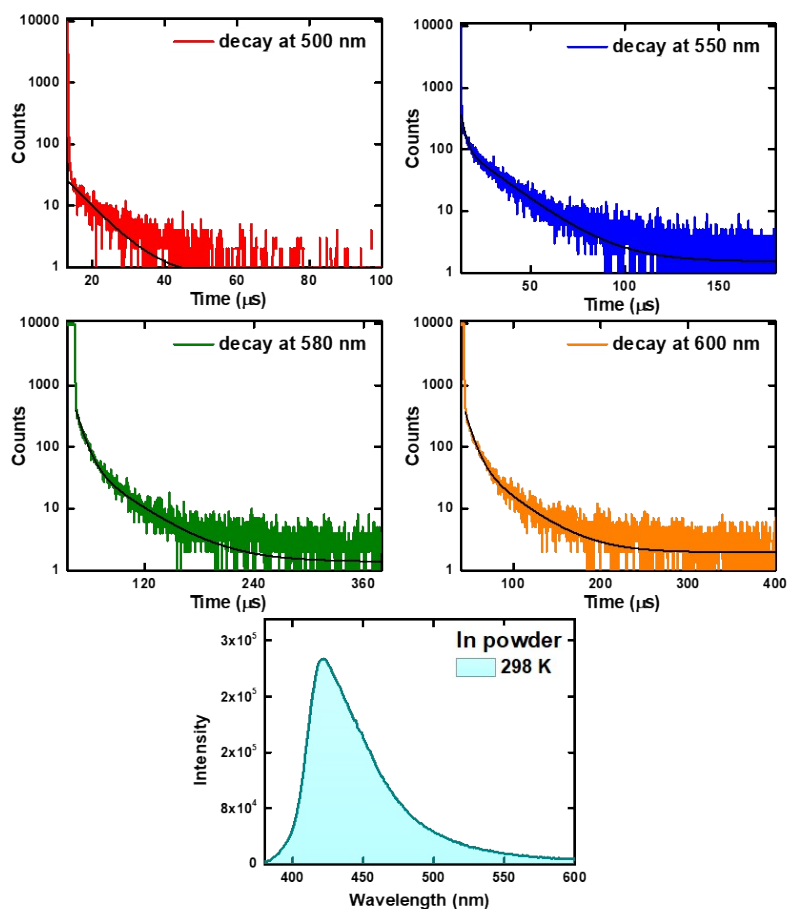 decay at 500 nm
10000
1000
100
10
1
Counts
20 40 60 80 100
Time (µs)
decay at 550 nm
10000
1000
100
10
1
Counts
50 100 150
Time (µs)
decay at 580 nm
10000
1000
100
10
1
Counts
120 240 360
Time (µs)
decay at 600 nm
10000
1000
100
10
1
Counts
100 200 300 400
Time (µs)
In powder
298 K
3x10⁵
2x10⁵
2x10⁵
8x10⁴
0
Intensity
400 450 500 550 600
Wavelength (nm)